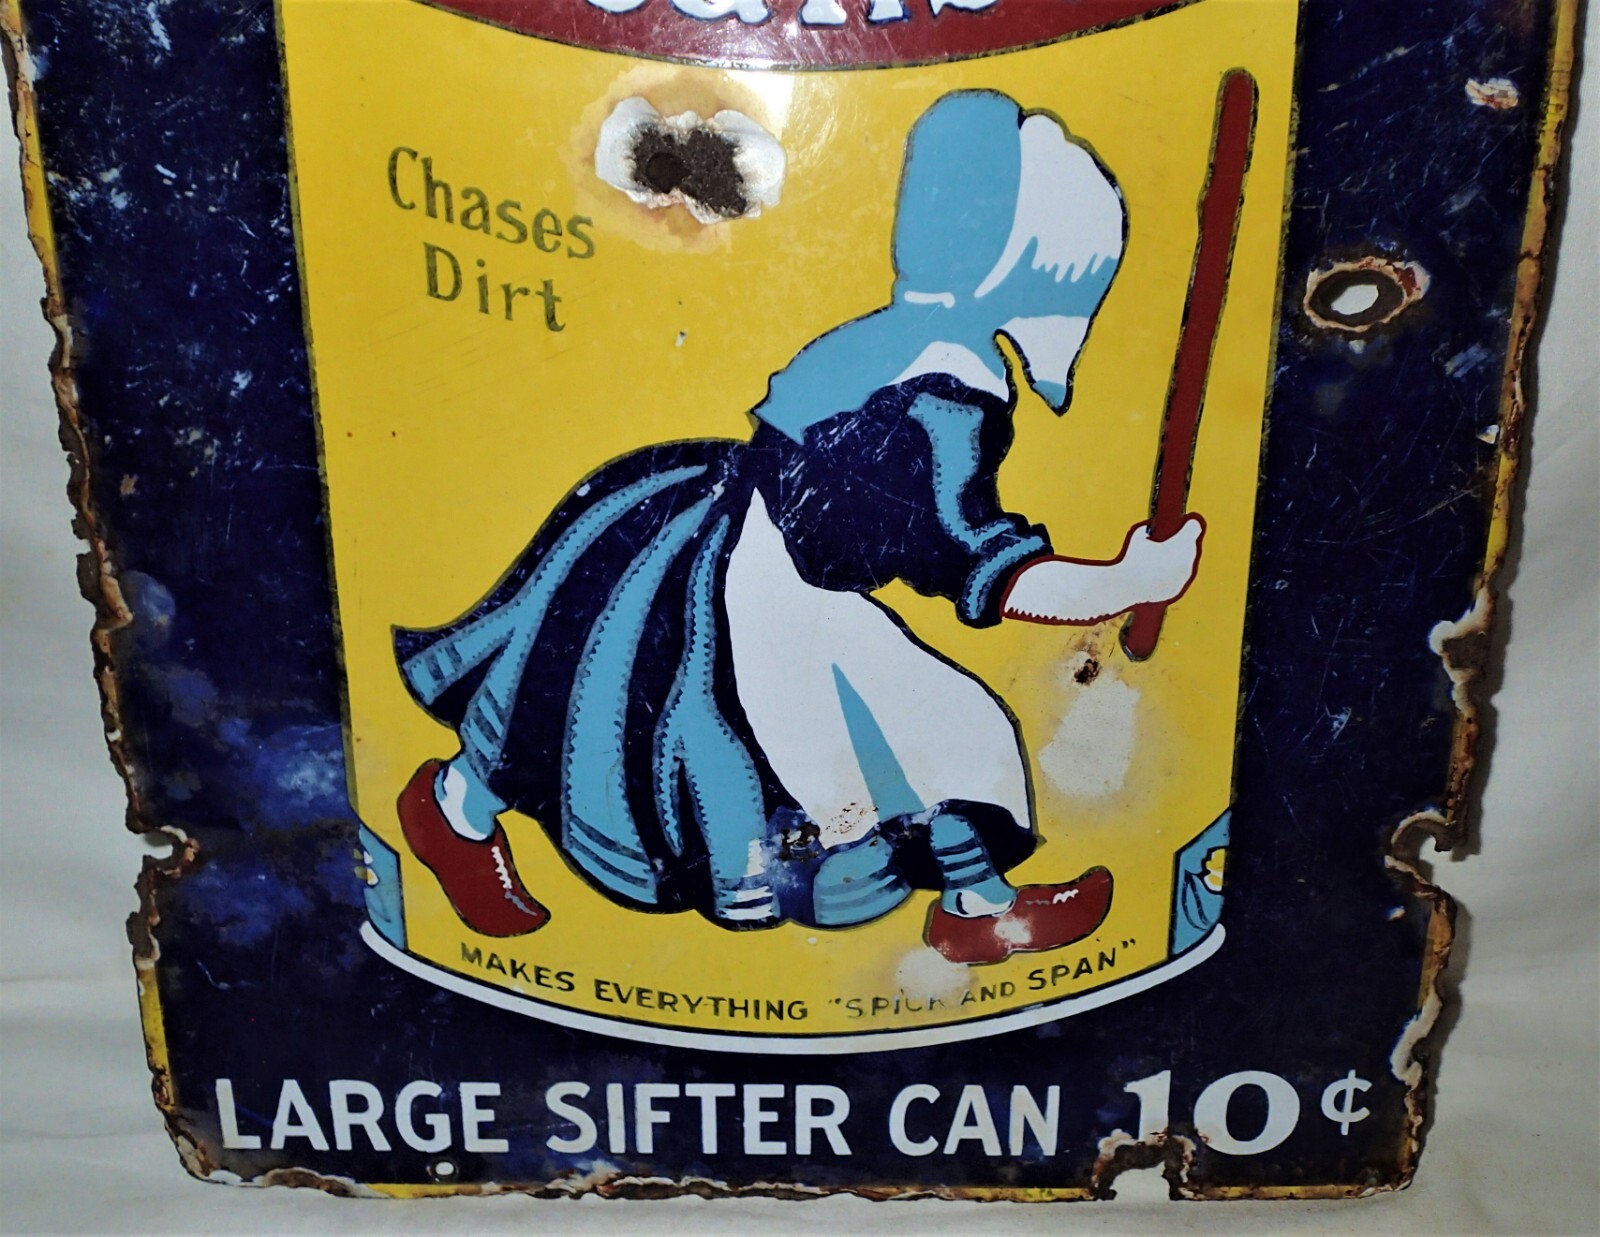 Chases
Dirt
MAKES EVERYTHING "SPICK AND SPAN"
LARGE SIFTER CAN 10¢